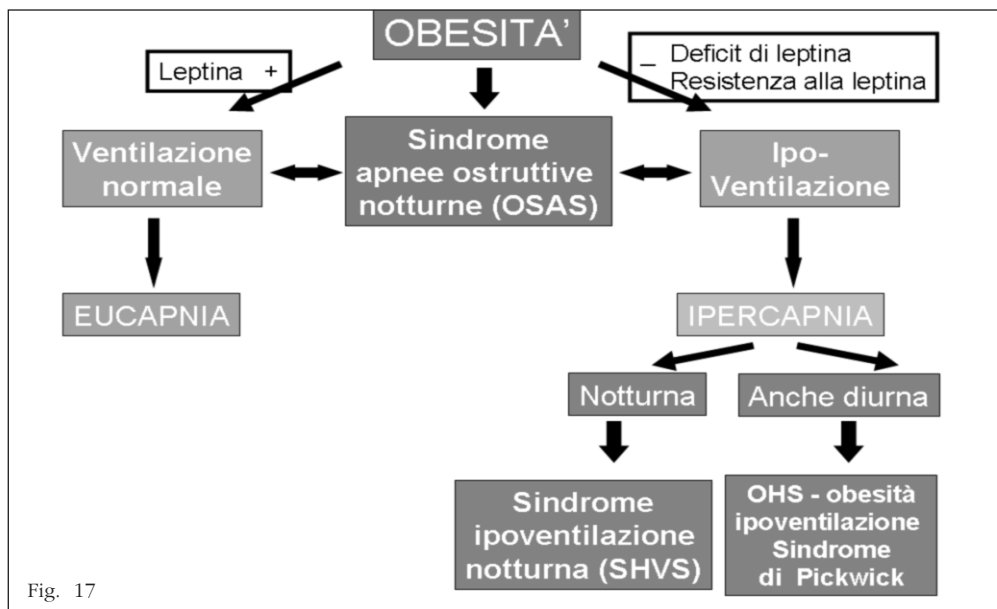 OBESITA’
Leptina +
_ Deficit di leptina
Resistenza alla leptina
Ventilazione
normale
Sindrome
apnee ostruttive
notturne (OSAS)
Ipo-
Ventilazione
EUCAPNIA
IPERCAPNIA
Notturna
Anche diurna
Sindrome
ipoventilazione
notturna (SHVS)
OHS - obesità
ipoventilazione
Sindrome
di Pickwick
Fig. 17